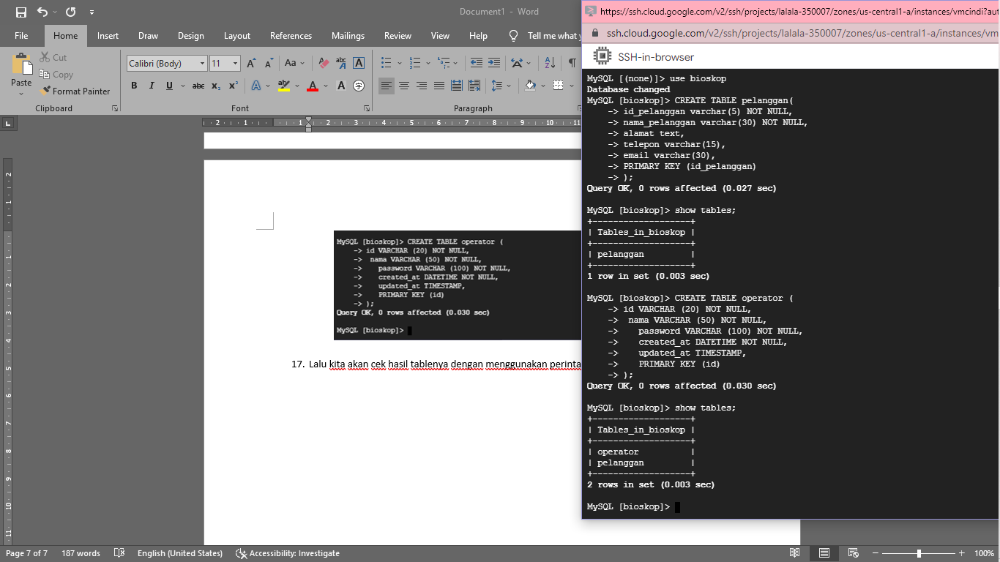 Document1 - Word
File Home Insert Draw Design Layout References Mailings Review View Help Tell me what
Cut
Copy
Format Painter
Paste
Clipboard
Calibri (Body) 11
Font
Paragraph
MySQL [bioskop]> CREATE TABLE operator (
-> id VARCHAR (20) NOT NULL,
-> nama VARCHAR (50) NOT NULL,
-> password VARCHAR (100) NOT NULL,
-> created_at DATETIME NOT NULL,
-> updated_at TIMESTAMP,
-> PRIMARY KEY (id)
-> );
Query OK, 0 rows affected (0.030 sec)
MySQL [bioskop]>
17. Lalu kita akan cek hasil tablenya dengan menggunakan perinta
Page 7 of 7 187 words English (United States) Accessibility: Investigate 100%
https://ssh.cloud.google.com/v2/ssh/projects/lalala-350007/zones/us-central1-a/instances/vmcindi?aut
ssh.cloud.google.com/v2/ssh/projects/lalala-350007/zones/us-central1-a/instances/vm
SSH-in-browser
MySQL [(none)]> use bioskop
Database changed
MySQL [bioskop]> CREATE TABLE pelanggan(
-> id_pelanggan varchar(5) NOT NULL,
-> nama_pelanggan varchar(30) NOT NULL,
-> alamat text,
-> telepon varchar(15),
-> email varchar(30),
-> PRIMARY KEY (id_pelanggan)
-> );
Query OK, 0 rows affected (0.027 sec)
MySQL [bioskop]> show tables;
+-------------------+
| Tables_in_bioskop |
+-------------------+
| pelanggan         |
+-------------------+
1 row in set (0.003 sec)
MySQL [bioskop]> CREATE TABLE operator (
-> id VARCHAR (20) NOT NULL,
-> nama VARCHAR (50) NOT NULL,
-> password VARCHAR (100) NOT NULL,
-> created_at DATETIME NOT NULL,
-> updated_at TIMESTAMP,
-> PRIMARY KEY (id)
-> );
Query OK, 0 rows affected (0.030 sec)
MySQL [bioskop]> show tables;
+-------------------+
| Tables_in_bioskop |
+-------------------+
| operator          |
| pelanggan         |
+-------------------+
2 rows in set (0.003 sec)
MySQL [bioskop]>